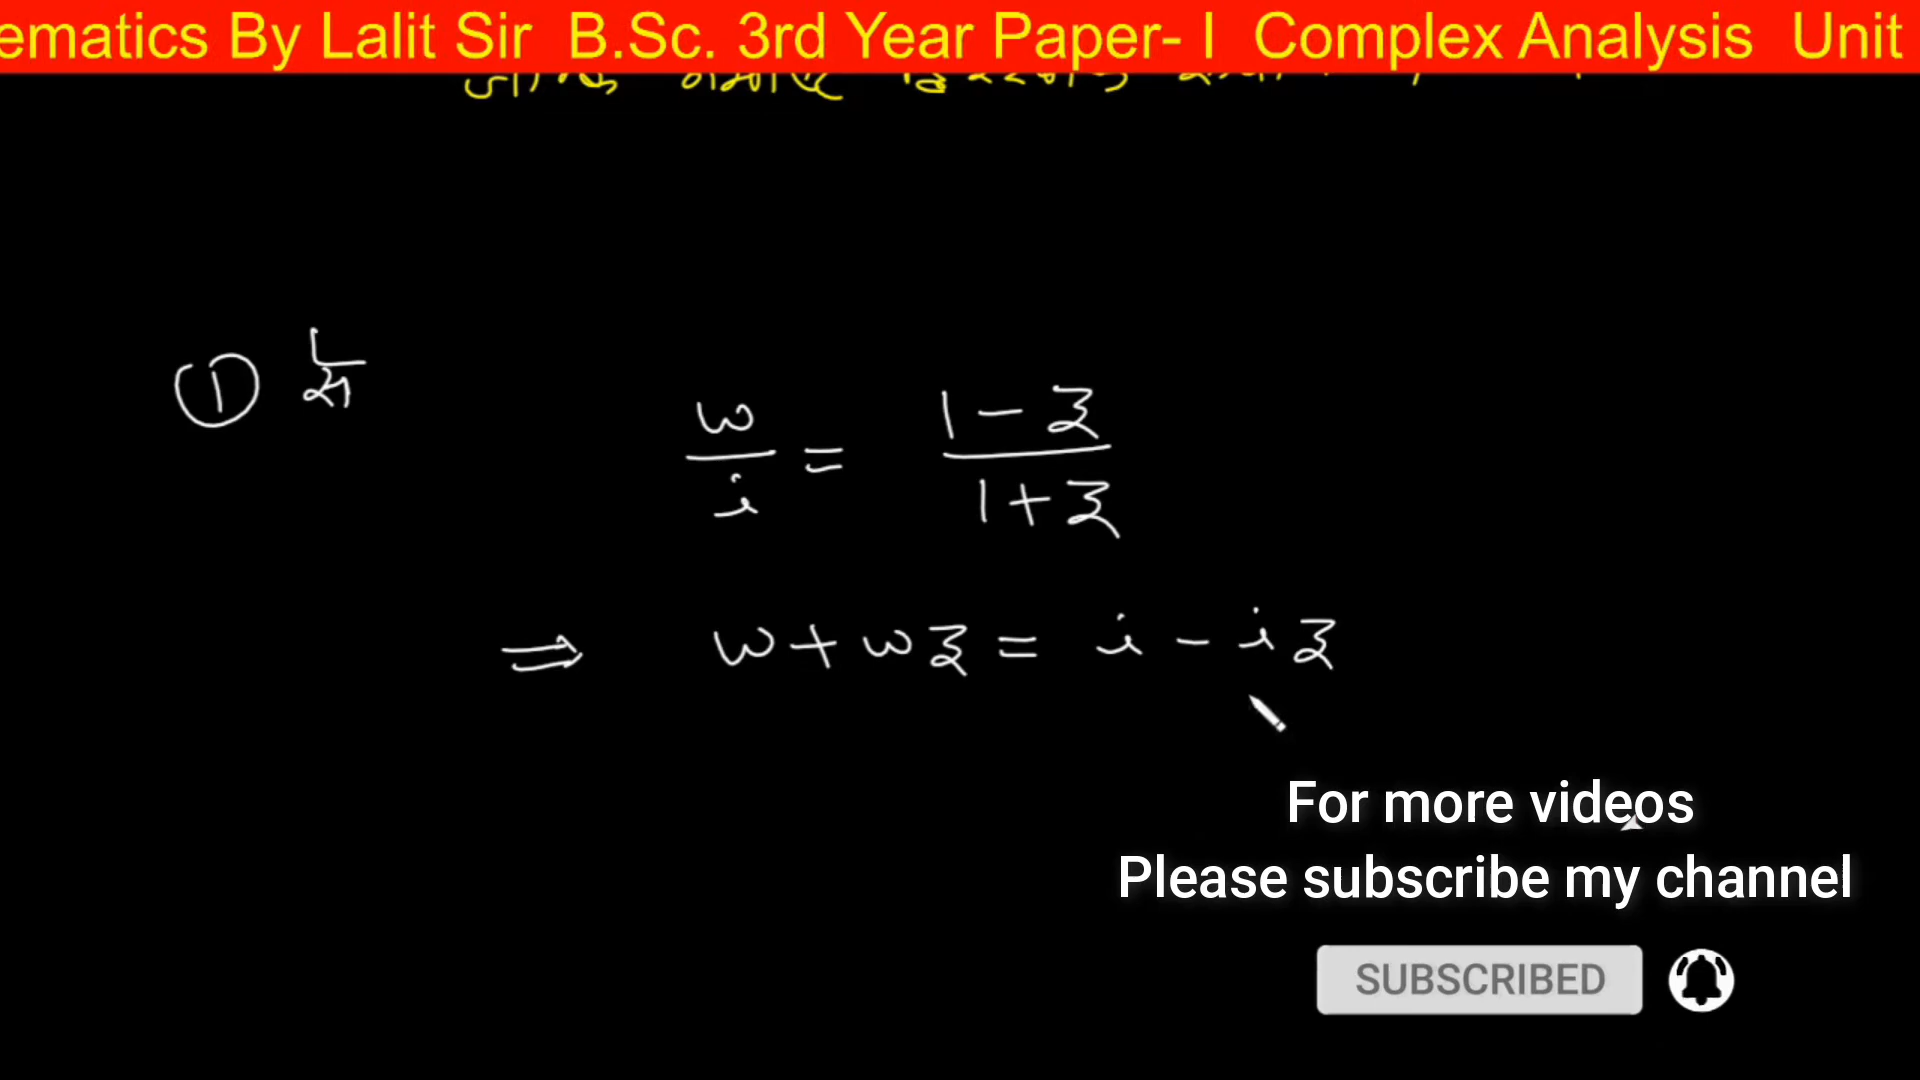 ematics By Lalit Sir B.Sc. 3rd Year Paper- I Complex Analysis Unit
① से
w/i = (1 - z)/(1 + z)
⇒ w + wz = i - iz
For more videos
Please subscribe my channel
SUBSCRIBED